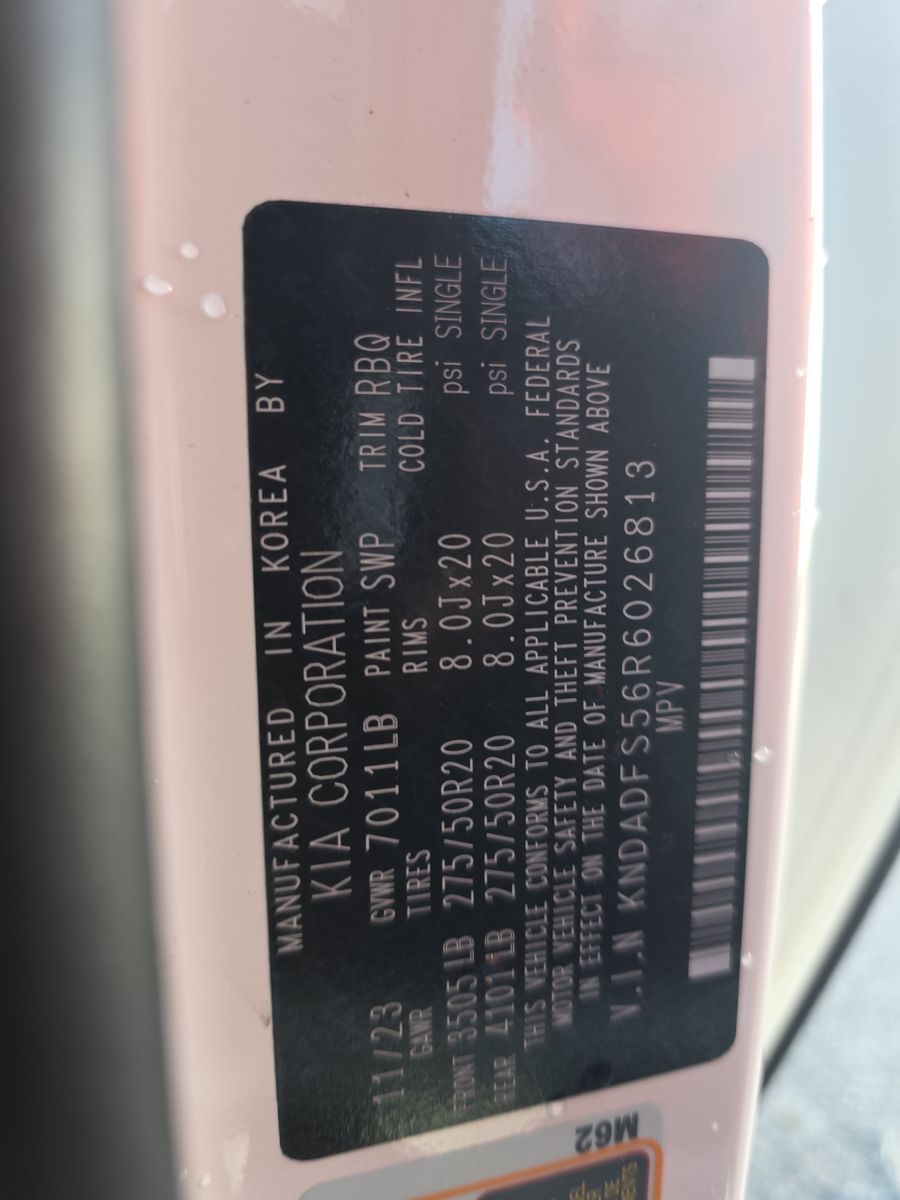 MANUFACTURED IN KOREA BY
KIA CORPORATION
11/23 GVWR 7011LB PAINT SWP TRIM RBQ
GAWR TIRES RIMS COLD TIRE INFL
FRONT 3505LB 275/50R20 8.0Jx20 psi SINGLE
REAR 4101LB 275/50R20 8.0Jx20 psi SINGLE
THIS VEHICLE CONFORMS TO ALL APPLICABLE U.S.A. FEDERAL
MOTOR VEHICLE SAFETY AND THEFT PREVENTION STANDARDS
IN EFFECT ON THE DATE OF MANUFACTURE SHOWN ABOVE
V.I.N KNDADFS56R6026813
MPV
M62